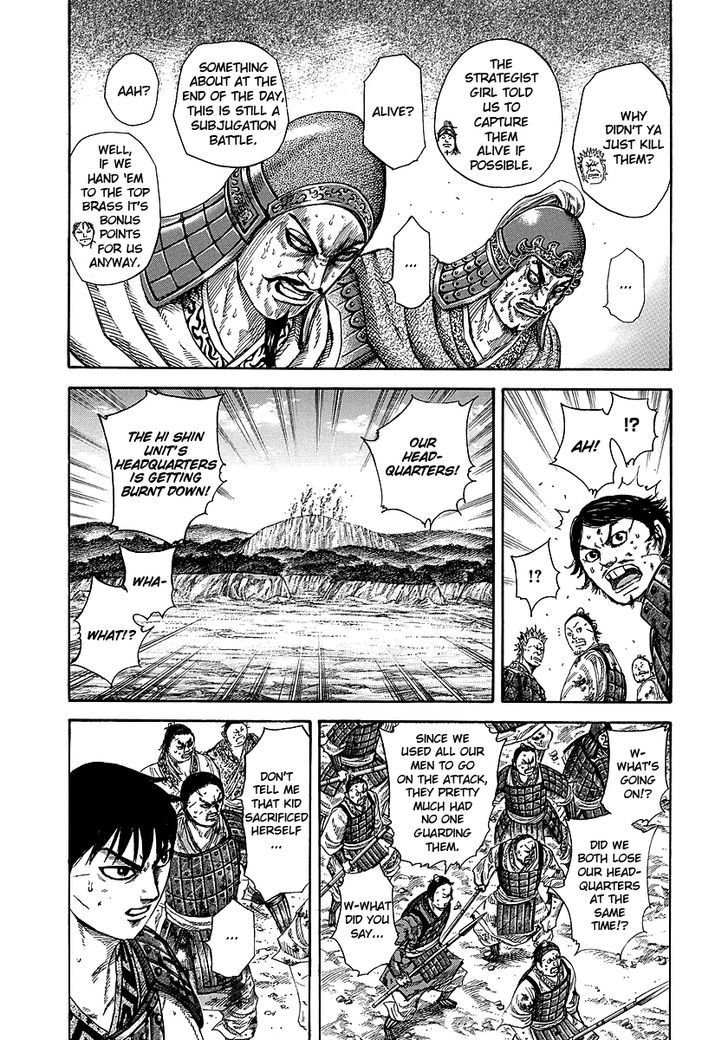 WHY
DIDN'T YA
JUST KILL
THEM?
THE
STRATEGIST
GIRL TOLD
US TO
CAPTURE
THEM
ALIVE IF
POSSIBLE.
...
ALIVE?
...
SOMETHING
ABOUT AT THE
END OF THE DAY,
THIS IS STILL A
SUBJUGATION
BATTLE.
AAH?
WELL,
IF WE
HAND 'EM
TO THE TOP
BRASS IT'S
BONUS
POINTS
FOR US
ANYWAY.
!?
AH!
!?
OUR
HEAD-
QUARTERS!
THE HI SHIN
UNIT'S
HEADQUARTERS
IS GETTING
BURNT DOWN!
WHA-
WHAT!?
W-
WHAT'S
GOING
ON!?
DID WE
BOTH LOSE
OUR HEAD-
QUARTERS
AT THE
SAME
TIME!?
SINCE WE
USED ALL OUR
MEN TO GO
ON THE ATTACK,
THEY PRETTY
MUCH HAD
NO ONE
GUARDING
THEM.
W-WHAT
DID YOU
SAY...
DON'T
TELL ME
THAT KID
SACRIFICED
HERSELF
...
...